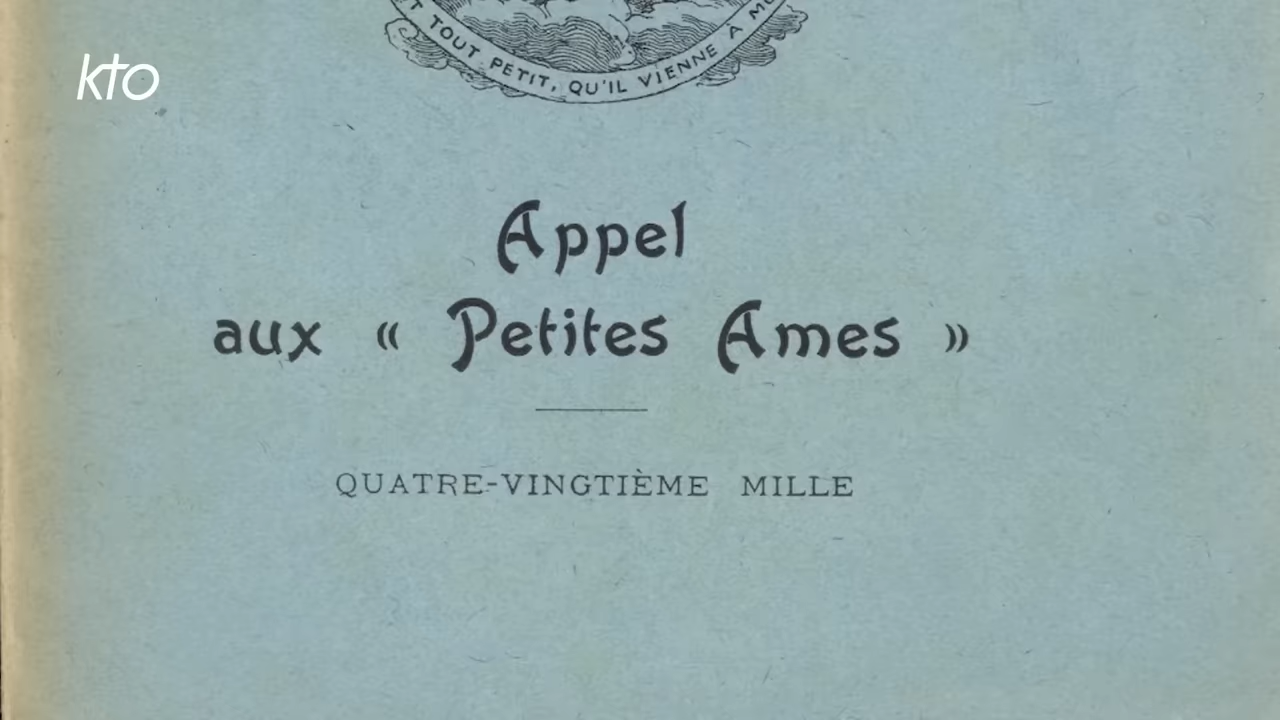 kto
TOUT PETIT, QU'IL VIENNE A
Appel
aux « Petites Ames »
QUATRE-VINGTIÈME MILLE